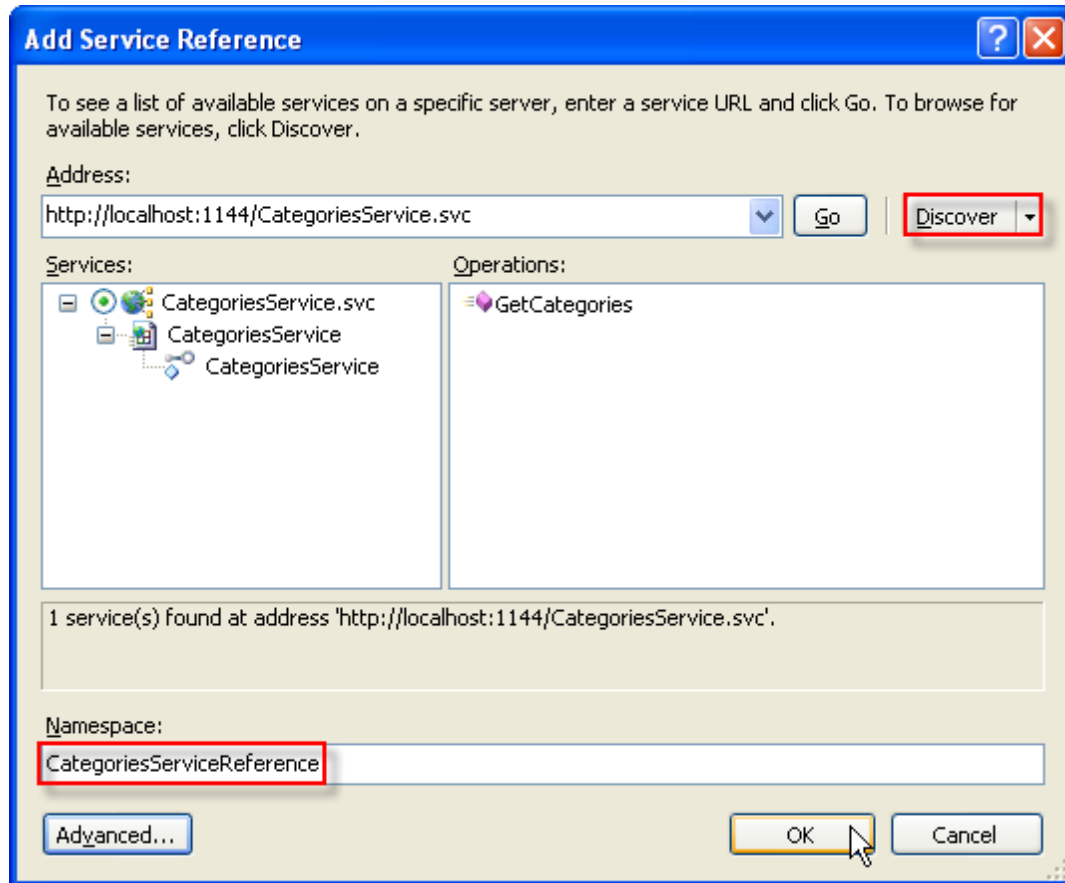 Add Service Reference
To see a list of available services on a specific server, enter a service URL and click Go. To browse for
available services, click Discover.
Address:
http://localhost:1144/CategoriesService.svc
Go
Discover
Services:
Operations:
CategoriesService.svc
CategoriesService
CategoriesService
GetCategories
1 service(s) found at address 'http://localhost:1144/CategoriesService.svc'.
Namespace:
CategoriesServiceReference
Advanced...
OK
Cancel